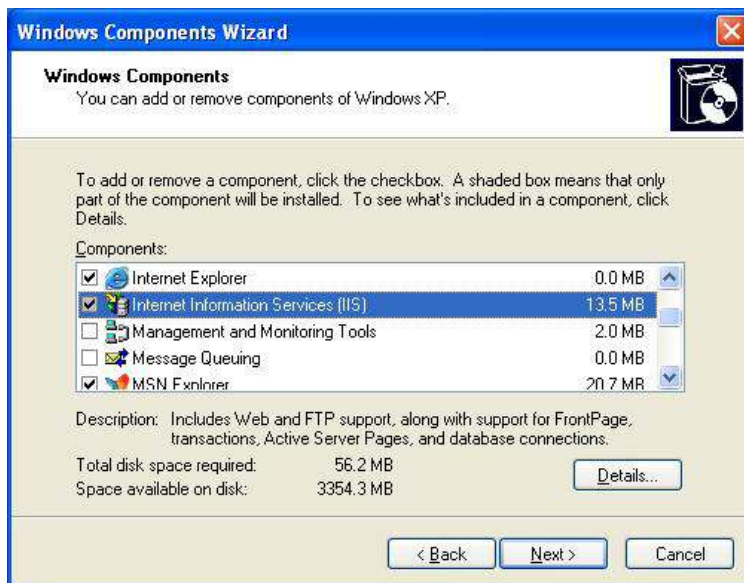 Windows Components Wizard
Windows Components
You can add or remove components of Windows XP.
To add or remove a component, click the checkbox. A shaded box means that only
part of the component will be installed. To see what's included in a component, click
Details.
Components:
Internet Explorer 0.0 MB
Internet Information Services (IIS) 13.5 MB
Management and Monitoring Tools 2.0 MB
Message Queuing 0.0 MB
MSN Explorer 20.7 MB
Description: Includes Web and FTP support, along with support for FrontPage,
transactions, Active Server Pages, and database connections.
Total disk space required: 56.2 MB
Space available on disk: 3354.3 MB
Details...
< Back Next > Cancel